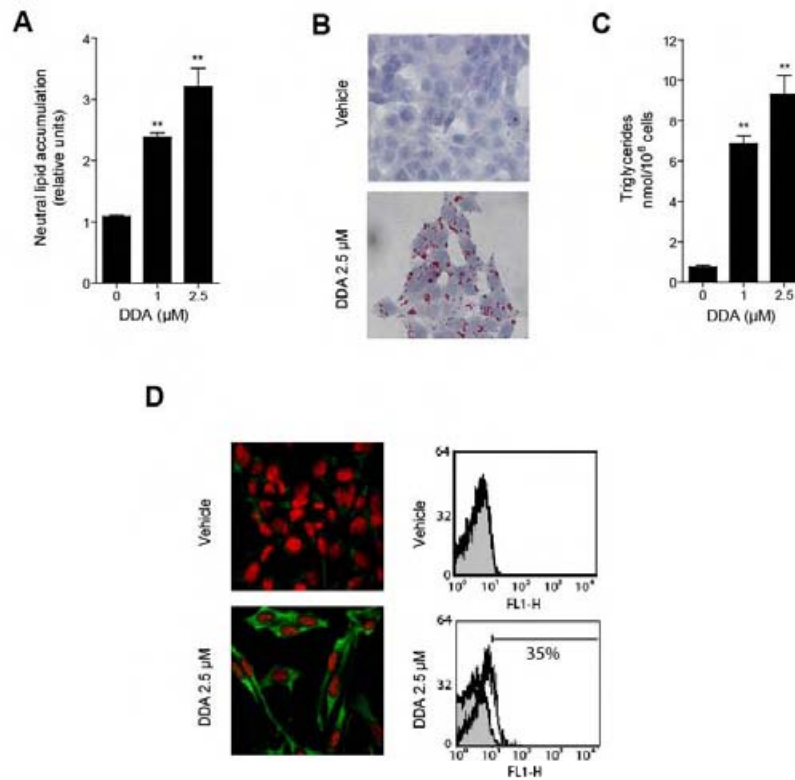 A
Neutral lipid accumulation
(relative units)
4
3
2
1
0
**
**
0 1 2.5
DDA (µM)
B
Vehicle
DDA 2.5 µM
C
Triglycerides
nmol/10⁶ cells
12
10
8
6
4
2
0
**
**
0 1 2.5
DDA (µM)
D
Vehicle
DDA 2.5 µM
Vehicle
64
32
0
10⁰ 10¹ 10² 10³ 10⁴
FL1-H
DDA 2.5 µM
64
32
0
35%
10⁰ 10¹ 10² 10³ 10⁴
FL1-H